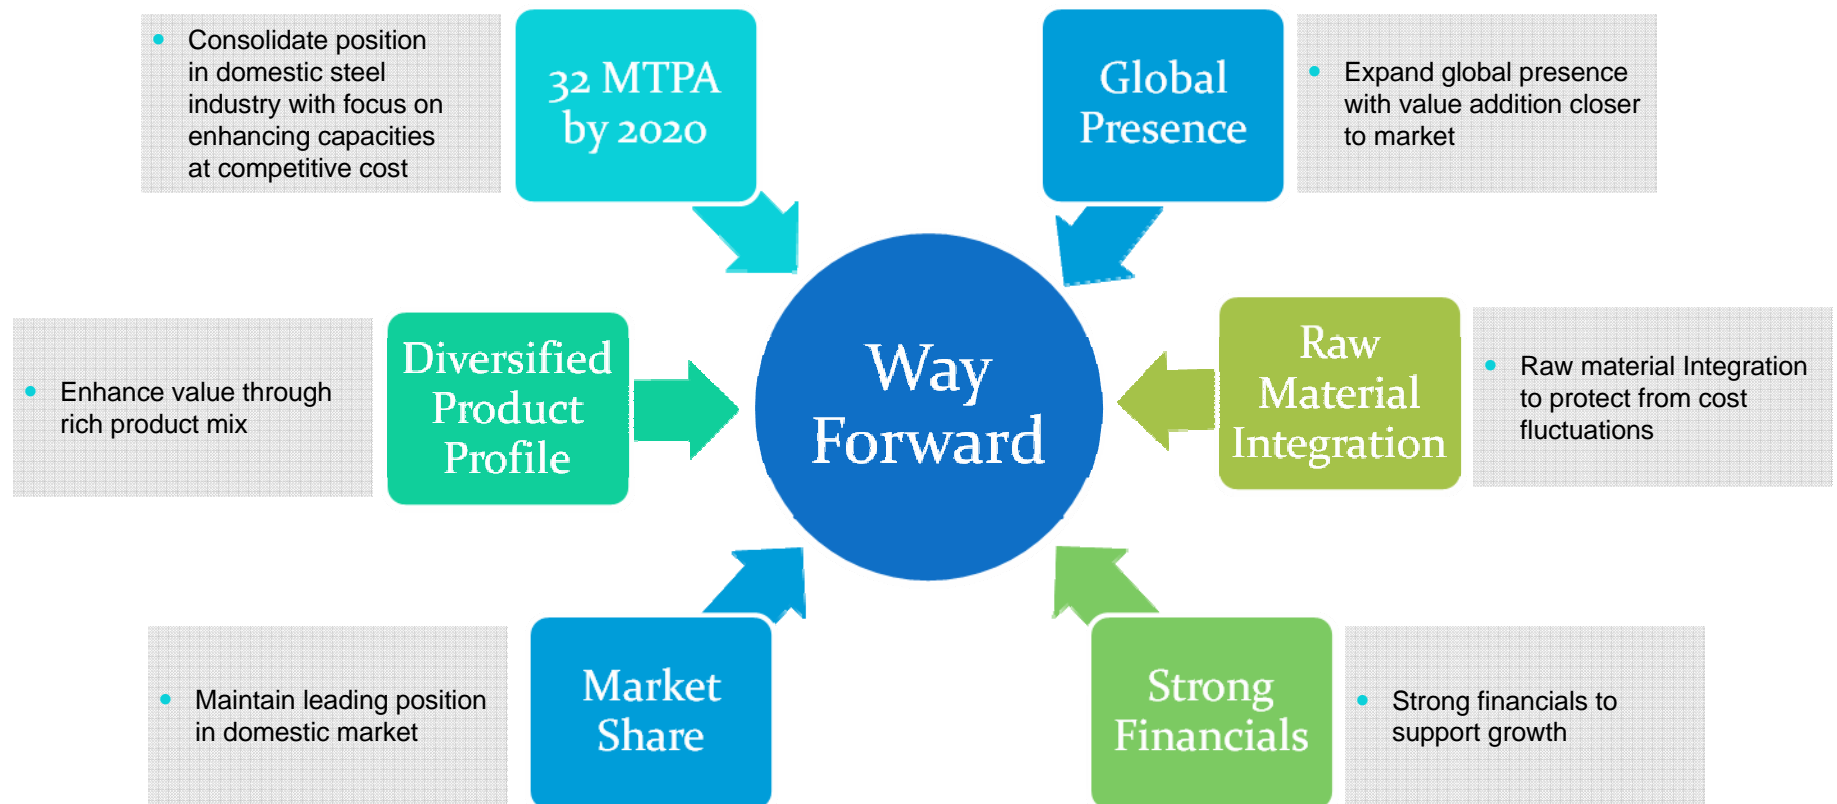 Consolidate position
in domestic steel
industry with focus on
enhancing capacities
at competitive cost
32 MTPA
by 2020
Global
Presence
Expand global presence
with value addition closer
to market
Enhance value through
rich product mix
Diversified
Product
Profile
Way
Forward
Raw
Material
Integration
Raw material Integration
to protect from cost
fluctuations
Maintain leading position
in domestic market
Market
Share
Strong
Financials
Strong financials to
support growth